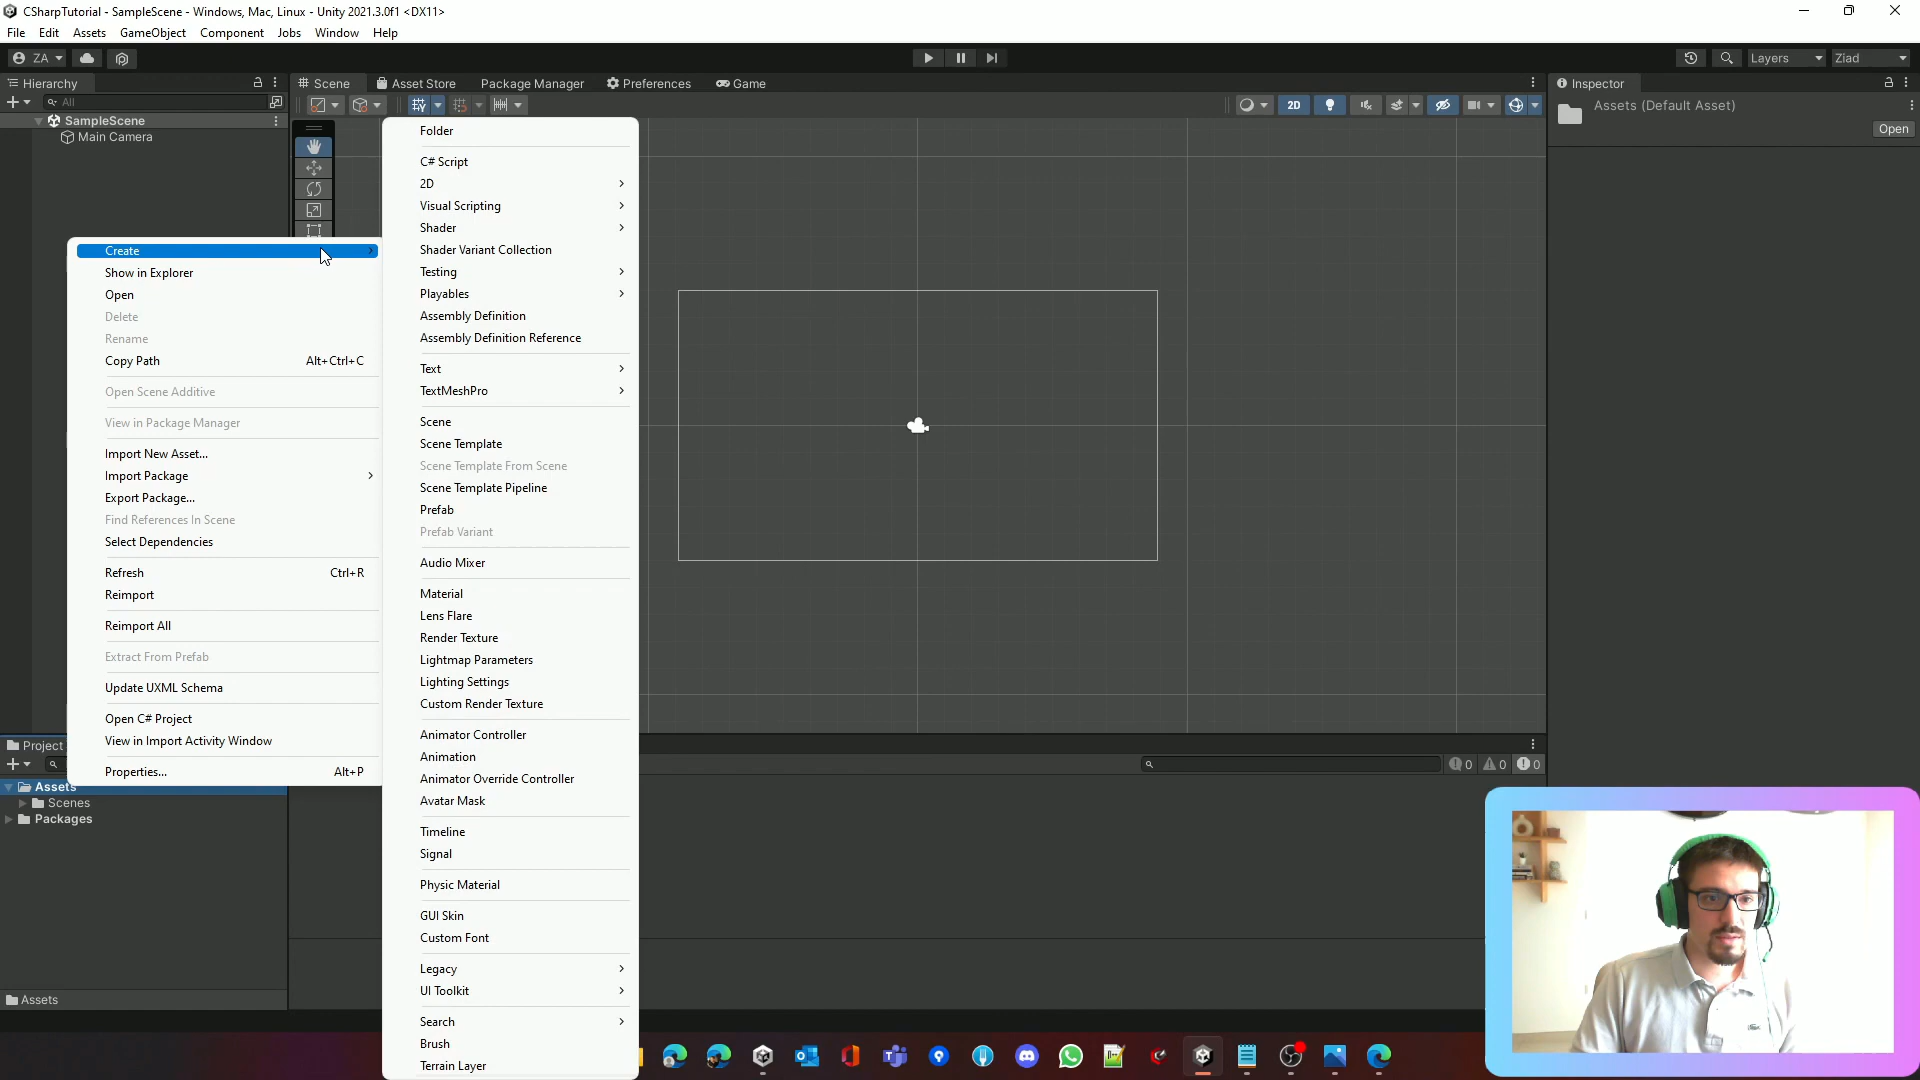 CSharpTutorial - SampleScene - Windows, Mac, Linux - Unity 2021.3.0f1 <DX11>
File Edit Assets GameObject Component Jobs Window Help
ZA Layers Ziad
Hierarchy Scene Asset Store Package Manager Preferences Game Inspector
All
2D
Assets (Default Asset)
Open
SampleScene
Main Camera
Create
Show in Explorer
Open
Delete
Rename
Copy Path Alt+Ctrl+C
Open Scene Additive
View in Package Manager
Import New Asset...
Import Package
Export Package...
Find References In Scene
Select Dependencies
Refresh Ctrl+R
Reimport
Reimport All
Extract From Prefab
Update UXML Schema
Open C# Project
View in Import Activity Window
Properties... Alt+P
Folder
C# Script
2D
Visual Scripting
Shader
Shader Variant Collection
Testing
Playables
Assembly Definition
Assembly Definition Reference
Text
TextMeshPro
Scene
Scene Template
Scene Template From Scene
Scene Template Pipeline
Prefab
Prefab Variant
Audio Mixer
Material
Lens Flare
Render Texture
Lightmap Parameters
Lighting Settings
Custom Render Texture
Animator Controller
Animation
Animator Override Controller
Avatar Mask
Timeline
Signal
Physic Material
GUI Skin
Custom Font
Legacy
UI Toolkit
Search
Brush
Terrain Layer
Project
0 0 0
Assets
Scenes
Packages
Assets